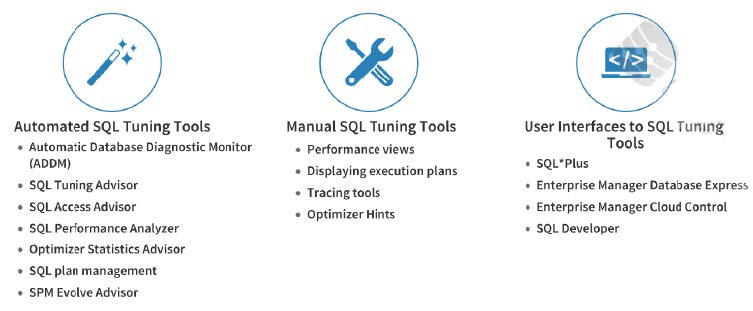 </>
Automated SQL Tuning Tools
• Automatic Database Diagnostic Monitor
(ADDM)
• SQL Tuning Advisor
• SQL Access Advisor
• SQL Performance Analyzer
• Optimizer Statistics Advisor
• SQL plan management
• SPM Evolve Advisor
Manual SQL Tuning Tools
• Performance views
• Displaying execution plans
• Tracing tools
• Optimizer Hints
User Interfaces to SQL Tuning
Tools
• SQL*Plus
• Enterprise Manager Database Express
• Enterprise Manager Cloud Control
• SQL Developer